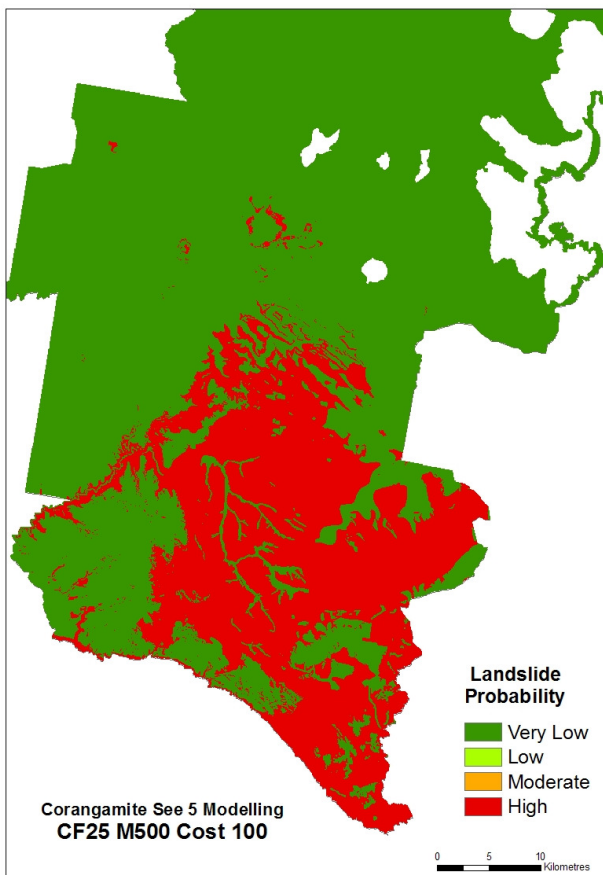 Landslide
Probability
Very Low
Low
Moderate
High
Corangamite See 5 Modelling
CF25 M500 Cost 100
0 5 10
Kilometres